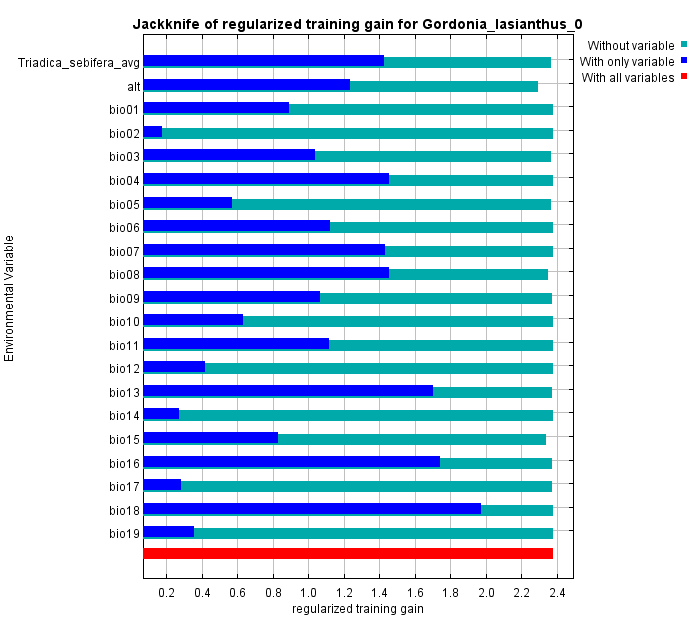 Jackknife of regularized training gain for Gordonia_lasianthus_0
Without variable
With only variable
With all variables
Environmental Variable
Triadica_sebifera_avg
alt
bio01
bio02
bio03
bio04
bio05
bio06
bio07
bio08
bio09
bio10
bio11
bio12
bio13
bio14
bio15
bio16
bio17
bio18
bio19
0.2 0.4 0.6 0.8 1.0 1.2 1.4 1.6 1.8 2.0 2.2 2.4
regularized training gain